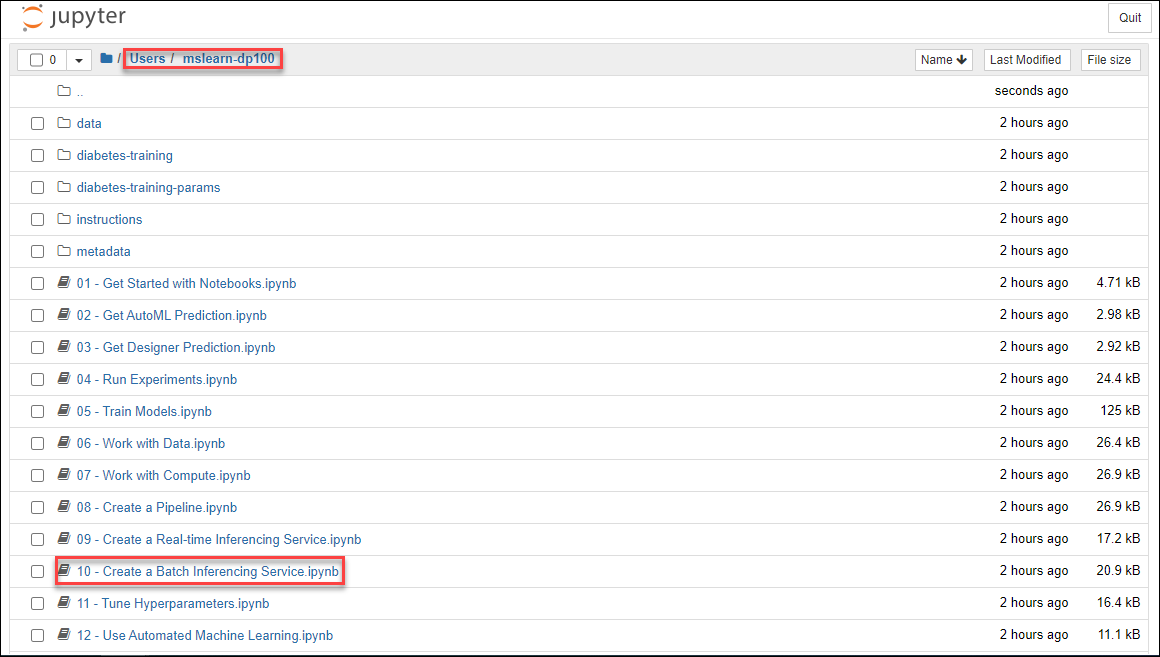 jupyter Quit
0 / Users / mslearn-dp100 Name Last Modified File size
.. seconds ago
data 2 hours ago
diabetes-training 2 hours ago
diabetes-training-params 2 hours ago
instructions 2 hours ago
metadata 2 hours ago
01 - Get Started with Notebooks.ipynb 2 hours ago 4.71 kB
02 - Get AutoML Prediction.ipynb 2 hours ago 2.98 kB
03 - Get Designer Prediction.ipynb 2 hours ago 2.92 kB
04 - Run Experiments.ipynb 2 hours ago 24.4 kB
05 - Train Models.ipynb 2 hours ago 125 kB
06 - Work with Data.ipynb 2 hours ago 26.4 kB
07 - Work with Compute.ipynb 2 hours ago 26.9 kB
08 - Create a Pipeline.ipynb 2 hours ago 26.9 kB
09 - Create a Real-time Inferencing Service.ipynb 2 hours ago 17.2 kB
10 - Create a Batch Inferencing Service.ipynb 2 hours ago 20.9 kB
11 - Tune Hyperparameters.ipynb 2 hours ago 16.4 kB
12 - Use Automated Machine Learning.ipynb 2 hours ago 11.1 kB